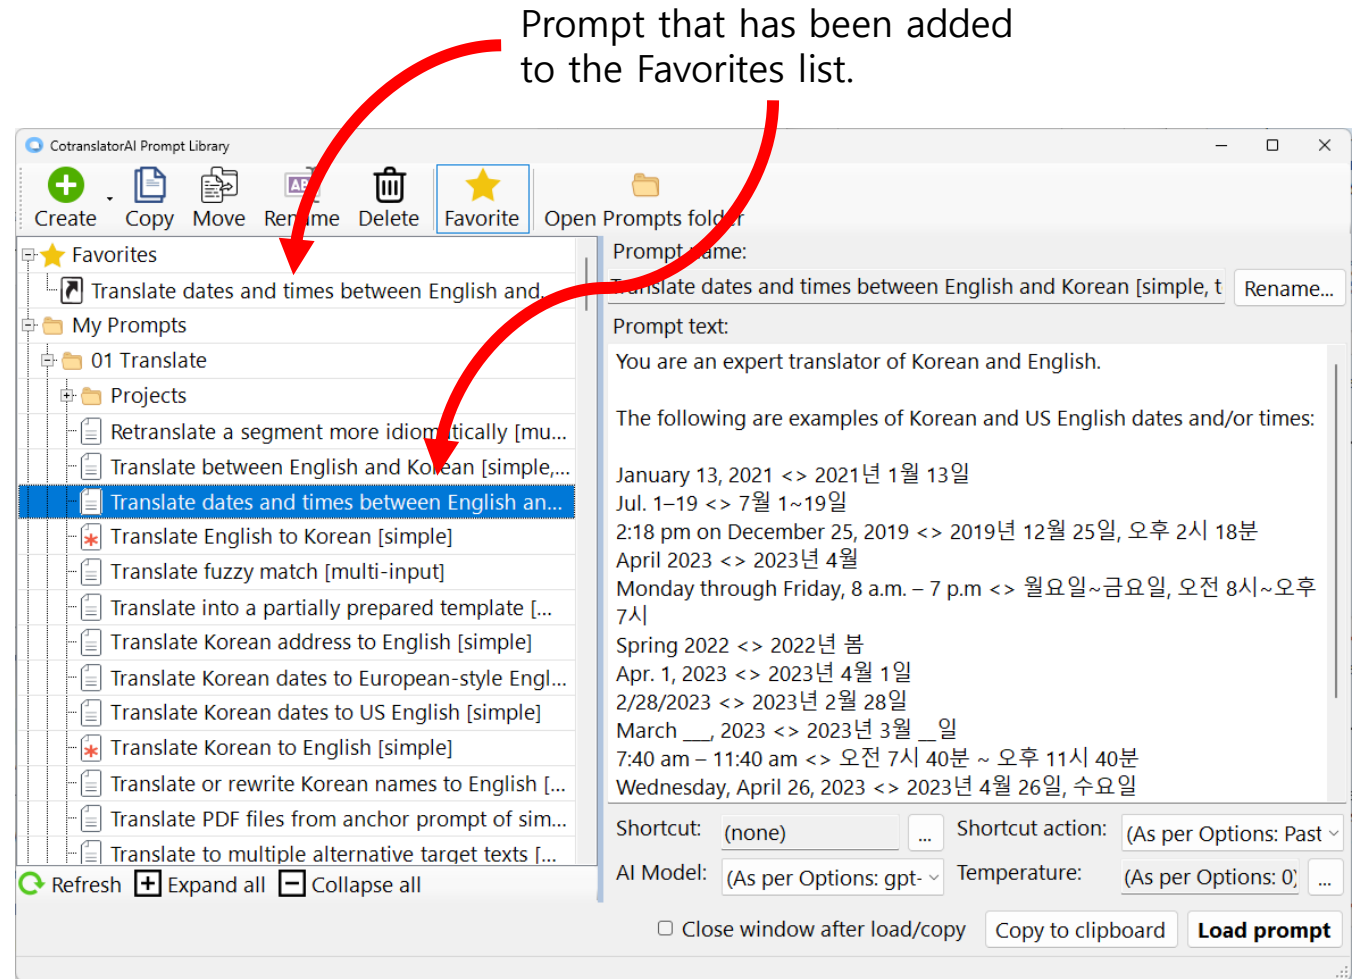 Prompt that has been added
to the Favorites list.
CotranslatorAI Prompt Library
Create Copy Move Rename Delete Favorite Open Prompts folder
Favorites
Translate dates and times between English and...
My Prompts
01 Translate
Projects
Retranslate a segment more idiomatically [mu...
Translate between English and Korean [simple,...
Translate dates and times between English an...
Translate English to Korean [simple]
Translate fuzzy match [multi-input]
Translate into a partially prepared template [...
Translate Korean address to English [simple]
Translate Korean dates to European-style Engl...
Translate Korean dates to US English [simple]
Translate Korean to English [simple]
Translate or rewrite Korean names to English [...
Translate PDF files from anchor prompt of sim...
Translate to multiple alternative target texts [...
Refresh Expand all Collapse all
Prompt name:
Translate dates and times between English and Korean [simple, t
Rename...
Prompt text:
You are an expert translator of Korean and English.
The following are examples of Korean and US English dates and/or times:
January 13, 2021 <> 2021년 1월 13일
Jul. 1–19 <> 7월 1~19일
2:18 pm on December 25, 2019 <> 2019년 12월 25일, 오후 2시 18분
April 2023 <> 2023년 4월
Monday through Friday, 8 a.m. – 7 p.m <> 월요일~금요일, 오전 8시~오후
7시
Spring 2022 <> 2022년 봄
Apr. 1, 2023 <> 2023년 4월 1일
2/28/2023 <> 2023년 2월 28일
March ___, 2023 <> 2023년 3월 __일
7:40 am – 11:40 am <> 오전 7시 40분 ~ 오후 11시 40분
Wednesday, April 26, 2023 <> 2023년 4월 26일, 수요일
Shortcut: (none) ... Shortcut action: (As per Options: Past
AI Model: (As per Options: gpt- Temperature: (As per Options: 0) ...
Close window after load/copy Copy to clipboard Load prompt